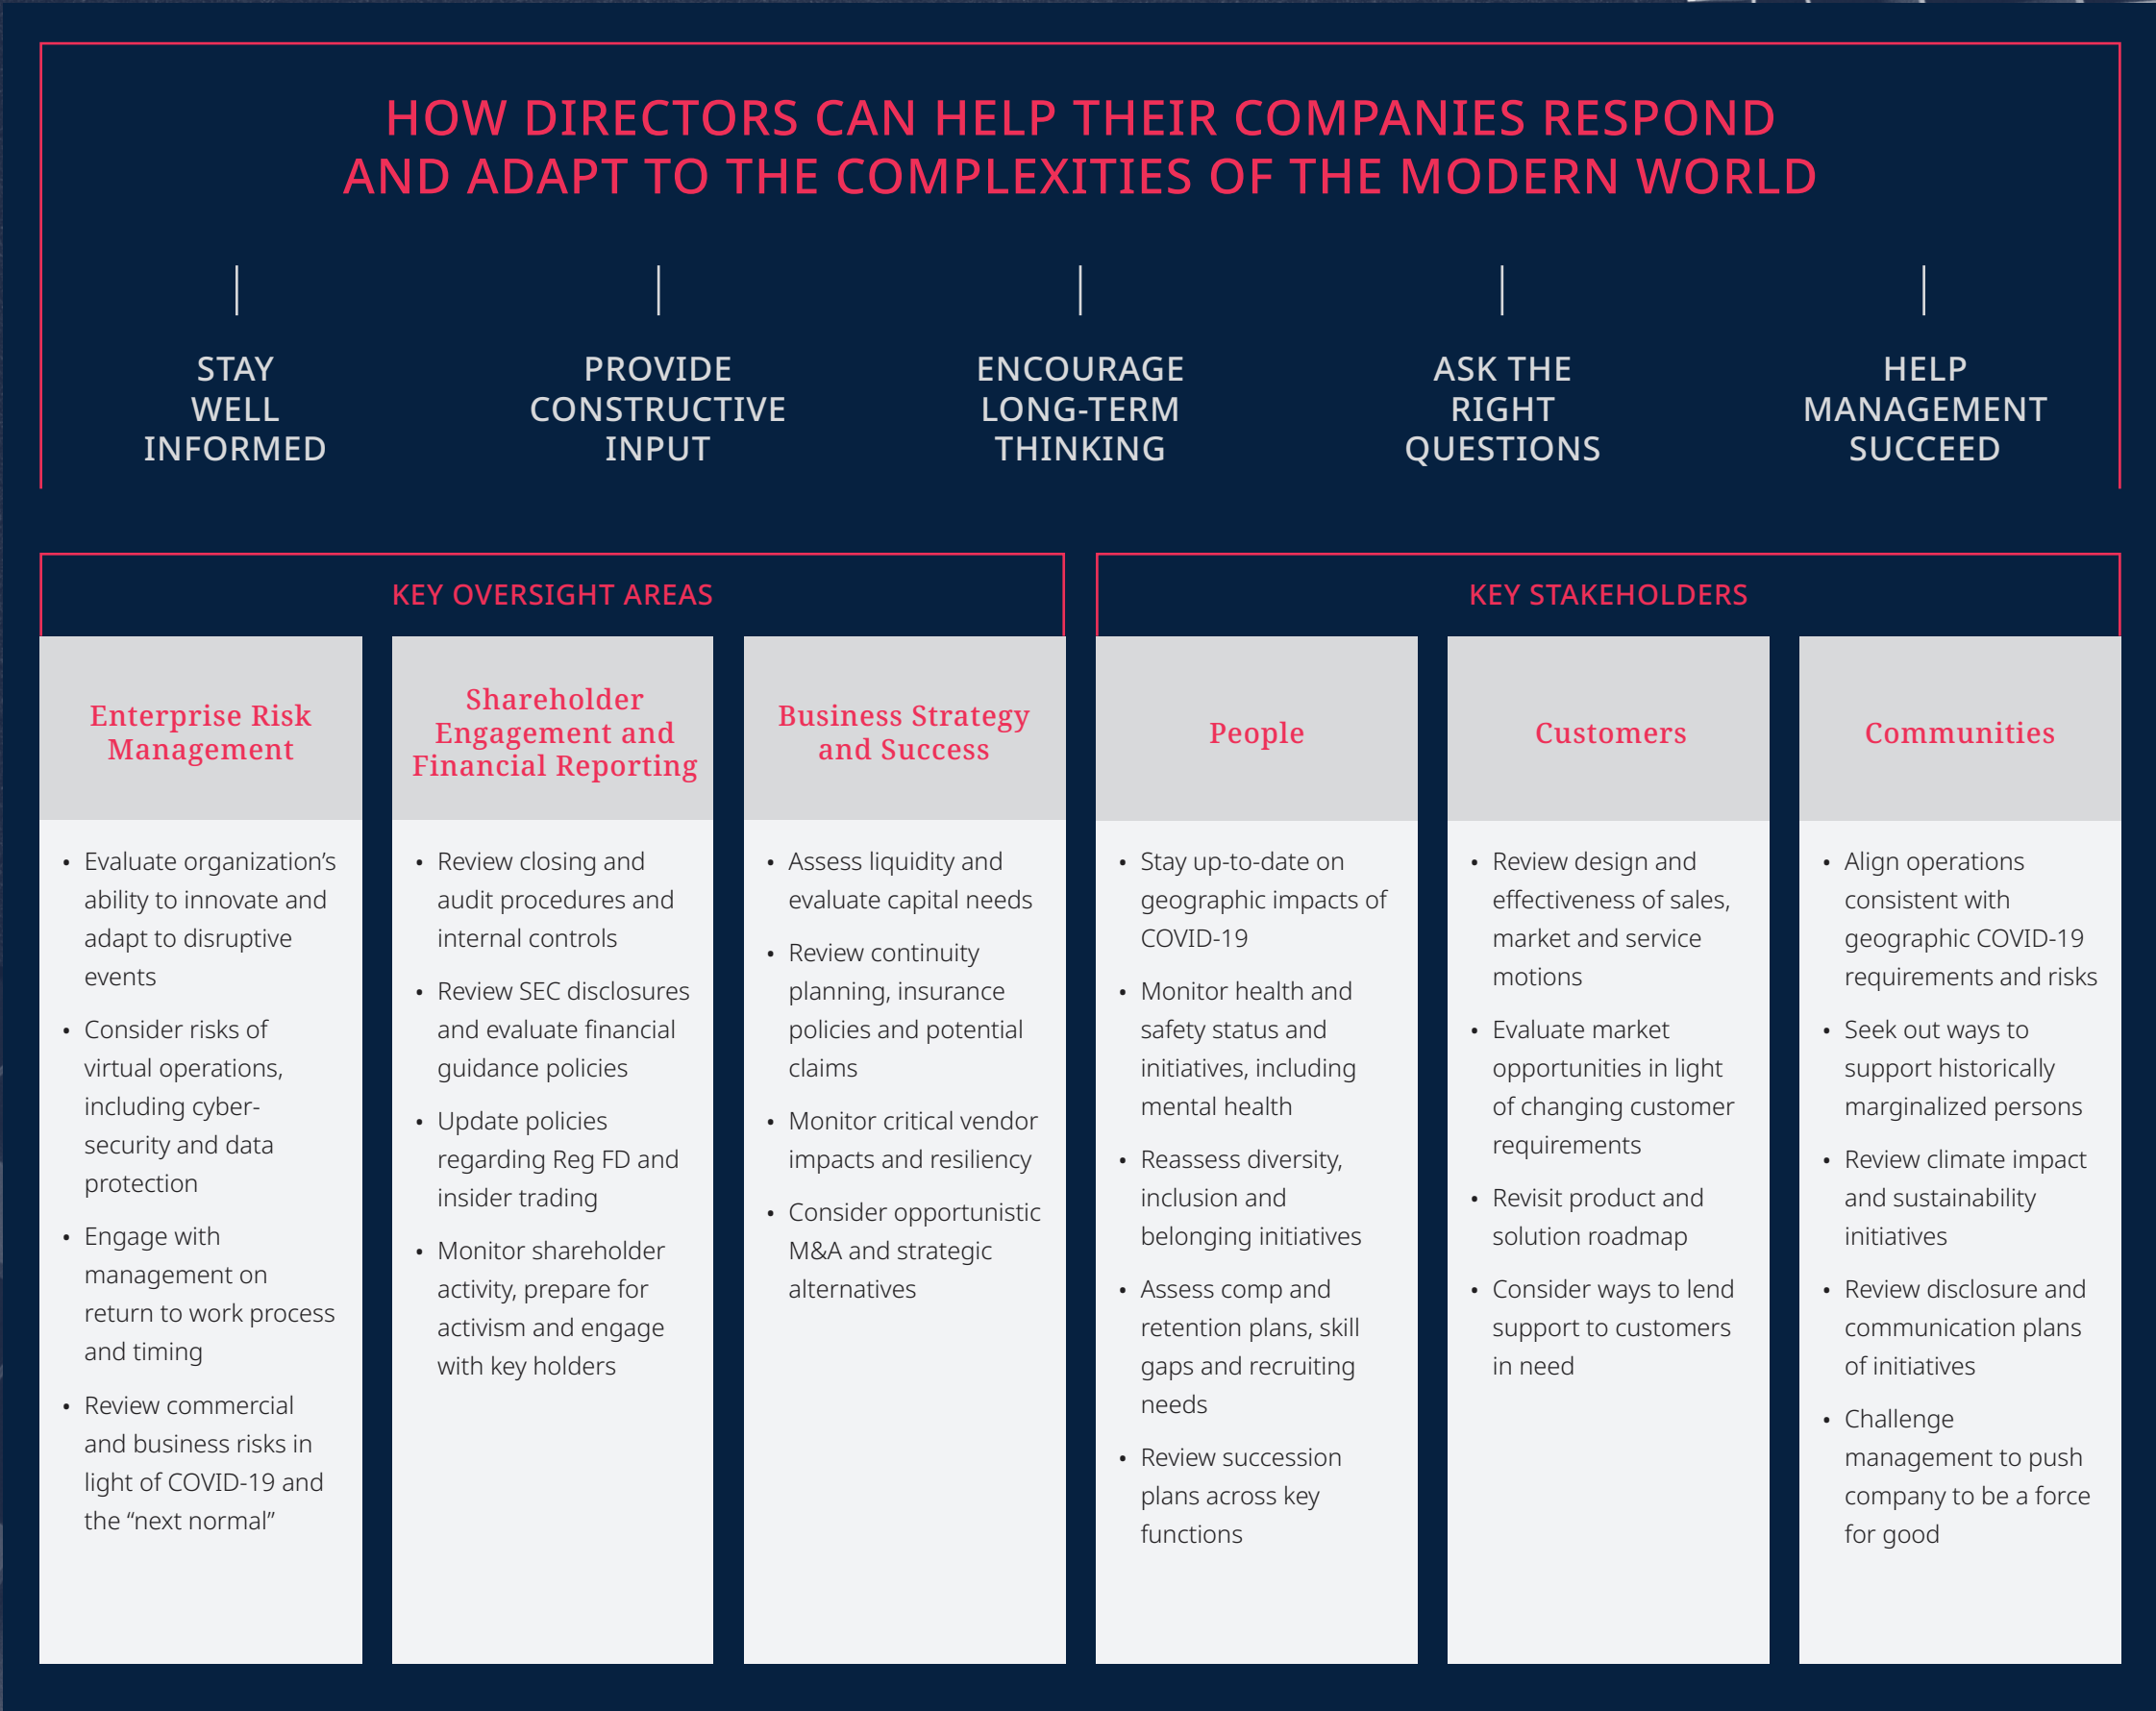 HOW DIRECTORS CAN HELP THEIR COMPANIES RESPOND
AND ADAPT TO THE COMPLEXITIES OF THE MODERN WORLD
STAY
WELL
INFORMED
PROVIDE
CONSTRUCTIVE
INPUT
ENCOURAGE
LONG-TERM
THINKING
ASK THE
RIGHT
QUESTIONS
HELP
MANAGEMENT
SUCCEED
KEY OVERSIGHT AREAS
Enterprise Risk
Management
• Evaluate organization’s
ability to innovate and
adapt to disruptive
events
• Consider risks of
virtual operations,
including cyber-
security and data
protection
• Engage with
management on
return to work process
and timing
• Review commercial
and business risks in
light of COVID-19 and
the “next normal”
Shareholder
Engagement and
Financial Reporting
• Review closing and
audit procedures and
internal controls
• Review SEC disclosures
and evaluate financial
guidance policies
• Update policies
regarding Reg FD and
insider trading
• Monitor shareholder
activity, prepare for
activism and engage
with key holders
Business Strategy
and Success
• Assess liquidity and
evaluate capital needs
• Review continuity
planning, insurance
policies and potential
claims
• Monitor critical vendor
impacts and resiliency
• Consider opportunistic
M&A and strategic
alternatives
KEY STAKEHOLDERS
People
• Stay up-to-date on
geographic impacts of
COVID-19
• Monitor health and
safety status and
initiatives, including
mental health
• Reassess diversity,
inclusion and
belonging initiatives
• Assess comp and
retention plans, skill
gaps and recruiting
needs
• Review succession
plans across key
functions
Customers
• Review design and
effectiveness of sales,
market and service
motions
• Evaluate market
opportunities in light
of changing customer
requirements
• Revisit product and
solution roadmap
• Consider ways to lend
support to customers
in need
Communities
• Align operations
consistent with
geographic COVID-19
requirements and risks
• Seek out ways to
support historically
marginalized persons
• Review climate impact
and sustainability
initiatives
• Review disclosure and
communication plans
of initiatives
• Challenge
management to push
company to be a force
for good